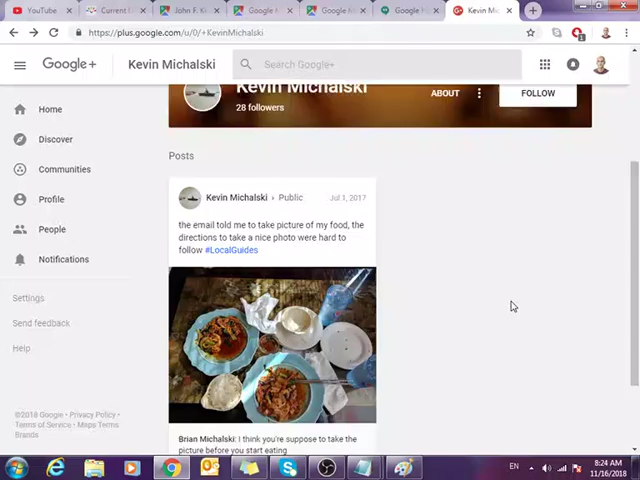 YouTube
Current
John F. K
Google M
Google M
Google
Kevin Mi
https://plus.google.com/u/0/+KevinMichalski
1
Google+
Kevin Michalski
Search Google+
Kevin Michalski
28 followers
ABOUT
FOLLOW
Home
Discover
Communities
Profile
People
Notifications
Settings
Send feedback
Help
©2018 Google • Privacy Policy •
Terms of Service • Maps Terms
Brands
Posts
Kevin Michalski › Public
Jul 1, 2017
the email told me to take picture of my food, the
directions to take a nice photo were hard to
follow #LocalGuides
Brian Michalski: I think you're suppose to take the
picture before you start eating
EN
8:24 AM
11/16/2018